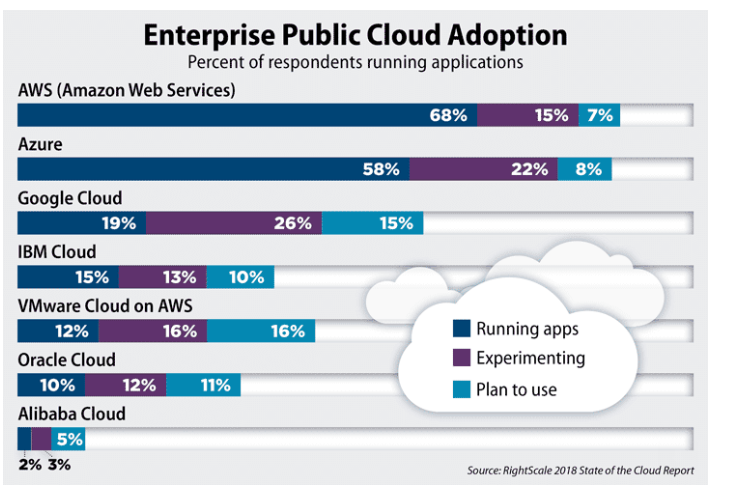 Enterprise Public Cloud Adoption
Percent of respondents running applications
AWS (Amazon Web Services)
68% 15% 7%
Azure
58% 22% 8%
Google Cloud
19% 26% 15%
IBM Cloud
15% 13% 10%
VMware Cloud on AWS
12% 16% 16%
Oracle Cloud
10% 12% 11%
Alibaba Cloud
5%
2% 3%
Running apps
Experimenting
Plan to use
Source: RightScale 2018 State of the Cloud Report